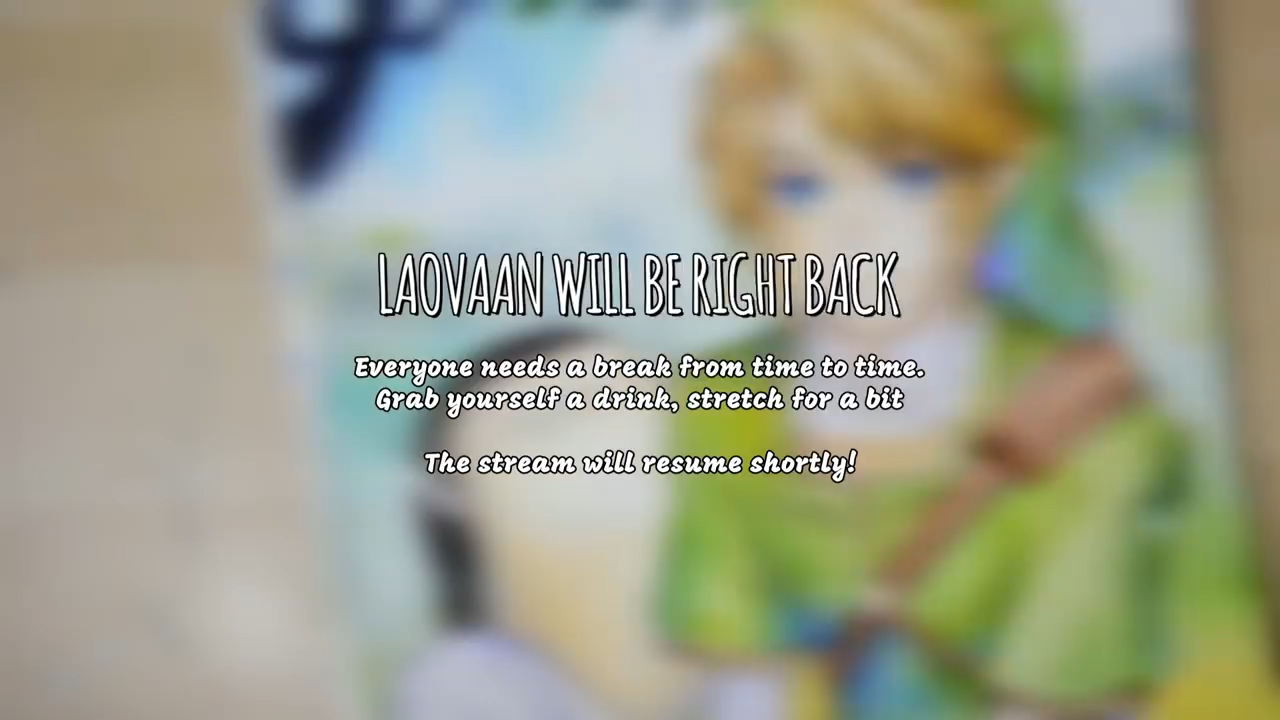 LAOVAAN WILL BE RIGHT BACK
Everyone needs a break from time to time.
Grab yourself a drink, stretch for a bit
The stream will resume shortly!